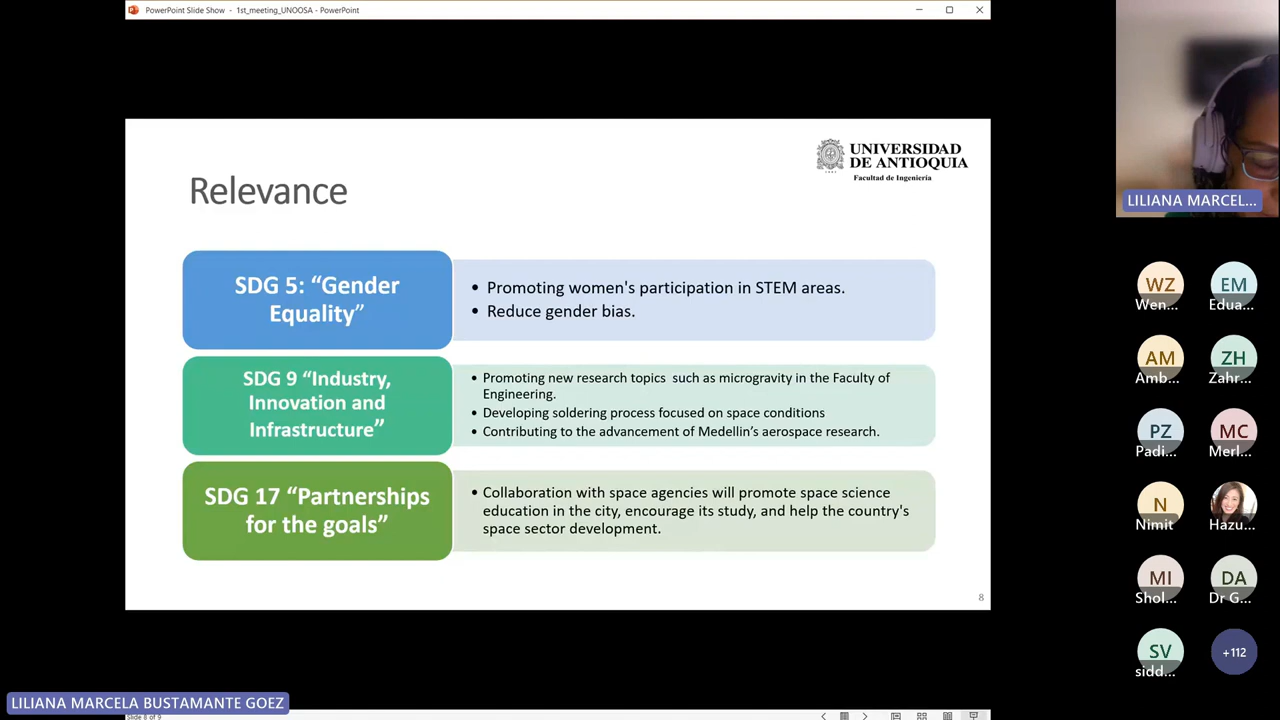 PowerPoint Slide Show - 1st_meeting_UNOOSA - PowerPoint
UNIVERSIDAD
DE ANTIOQUIA
Facultad de Ingeniería
Relevance
SDG 5: “Gender
Equality”
• Promoting women's participation in STEM areas.
• Reduce gender bias.
SDG 9 “Industry,
Innovation and
Infrastructure”
• Promoting new research topics such as microgravity in the Faculty of
Engineering.
• Developing soldering process focused on space conditions
• Contributing to the advancement of Medellin’s aerospace research.
SDG 17 “Partnerships
for the goals”
• Collaboration with space agencies will promote space science
education in the city, encourage its study, and help the country's
space sector development.
8
LILIANA MARCELA BUSTAMANTE GOEZ
Slide 8 of 9
LILIANA MARCEL...
WZ
Wen...
EM
Edua...
AM
Amb...
ZH
Zahr...
PZ
Padi...
MC
Merl...
N
Nimit
Hazu...
MI
Shol...
DA
Dr G...
SV
sidd...
+112